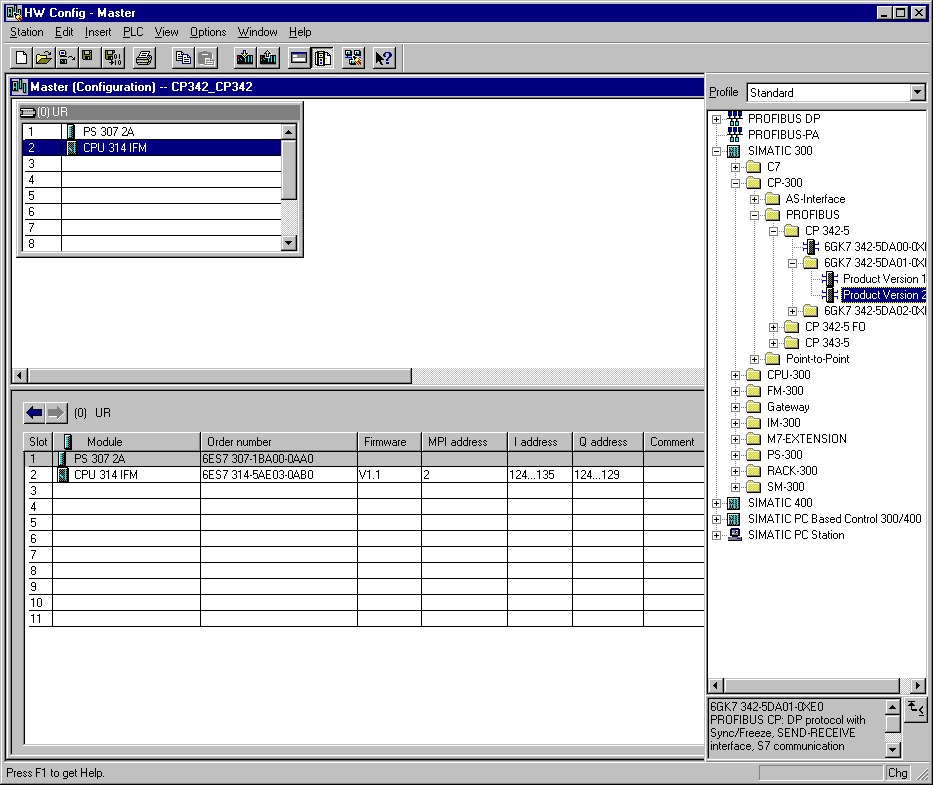 HW Config - Master
Station Edit Insert PLC View Options Window Help
Master (Configuration) -- CP342_CP342
(0) UR
1 PS 307 2A
2 CPU 314 IFM
3
4
5
6
7
8
(0) UR
Slot Module Order number Firmware MPI address I address Q address Comment
1 PS 307 2A 6ES7 307-1BA00-0AA0
2 CPU 314 IFM 6ES7 314-5AE03-0AB0 V1.1 2 124...135 124...129
3
4
5
6
7
8
9
10
11
Profile Standard
PROFIBUS DP
PROFIBUS-PA
SIMATIC 300
C7
CP-300
AS-Interface
PROFIBUS
CP 342-5
6GK7 342-5DA00-0XE
6GK7 342-5DA01-0XE
Product Version 1
Product Version 2
6GK7 342-5DA02-0XE
CP 342-5 FO
CP 343-5
Point-to-Point
CPU-300
FM-300
Gateway
IM-300
M7-EXTENSION
PS-300
RACK-300
SM-300
SIMATIC 400
SIMATIC PC Based Control 300/400
SIMATIC PC Station
6GK7 342-5DA01-0XE0
PROFIBUS CP: DP protocol with
Sync/Freeze, SEND-RECEIVE
interface, S7 communication
Press F1 to get Help.
Chg